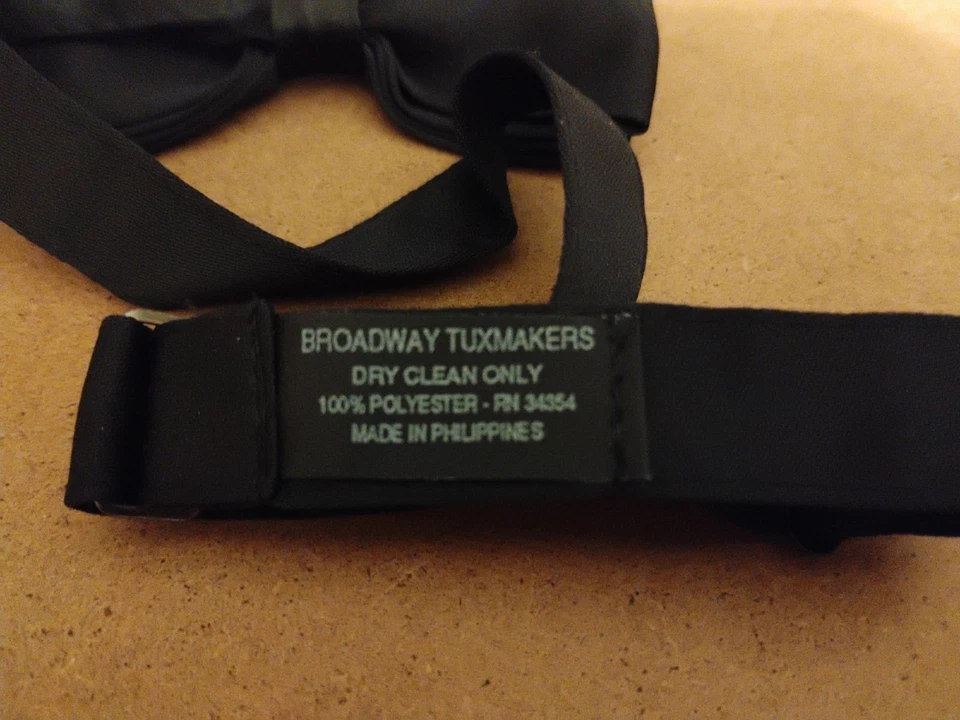 BROADWAY TUXMAKERS
DRY CLEAN ONLY
100% POLYESTER - RN 34354
MADE IN PHILIPPINES